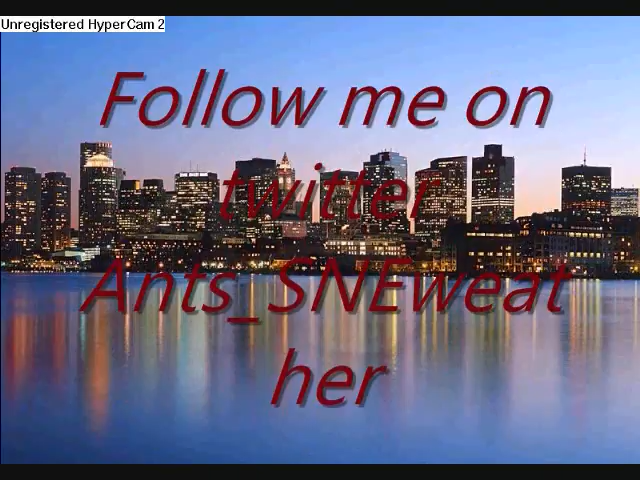 Unregistered HyperCam 2
Follow me on
twitter
Ants_SNEweat
her